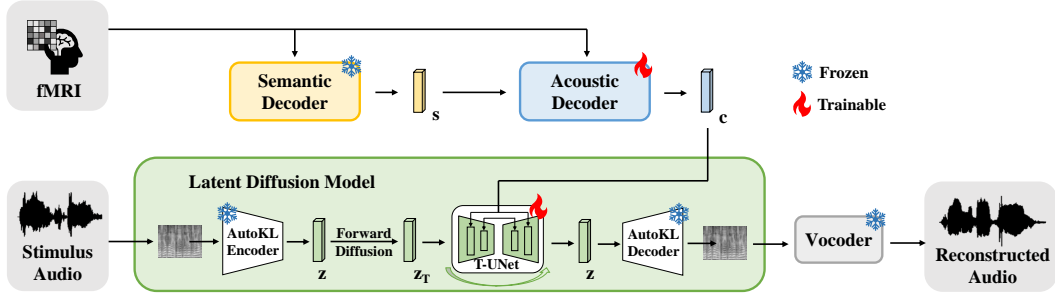 fMRI
Semantic
Decoder
s
Acoustic
Decoder
c
Frozen
Trainable
Latent Diffusion Model
Stimulus
Audio
AutoKL
Encoder
z
Forward
Diffusion
z_T
T-UNet
z
AutoKL
Decoder
Vocoder
Reconstructed
Audio